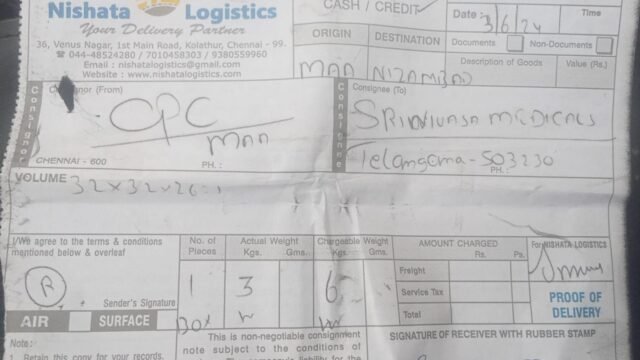 Nishata Logistics
Your Delivery Partner
36, Venus Nagar, 1st Main Road, Kolathur, Chennai - 99.
044-48524280 / 7010458303 / 9380559960
Email : nishatalogistics@gmail.com
Website : www.nishatalogistics.com
CASH / CREDIT
Date : 3/6/24
Time
ORIGIN
DESTINATION
Documents
Non-Documents
MAA
NIZAMBAD
Description of Goods
Value (Rs.)
Consignor
(From)
CPC
MAA
CHENNAI - 600
PH. :
Consignee
Consignee (To)
SRINIVASA MEDICALS
Telangana - 503230
PH.
VOLUME 32x32x26
I/We agree to the terms & conditions
mentioned below & overleaf
R
Sender's Signature
AIR
SURFACE
No. of
Pieces
1
BOX
Actual Weight
Kgs. Gms.
3
Chargeable Weight
Kgs. Gms.
6
AMOUNT CHARGED
Rs. Ps.
Freight
Service Tax
Total
For NISHATA LOGISTICS
PROOF OF
DELIVERY
Note :
Retain this copy for your records.
This is non-negotiable consignment
note subject to the conditions of
SIGNATURE OF RECEIVER WITH RUBBER STAMP